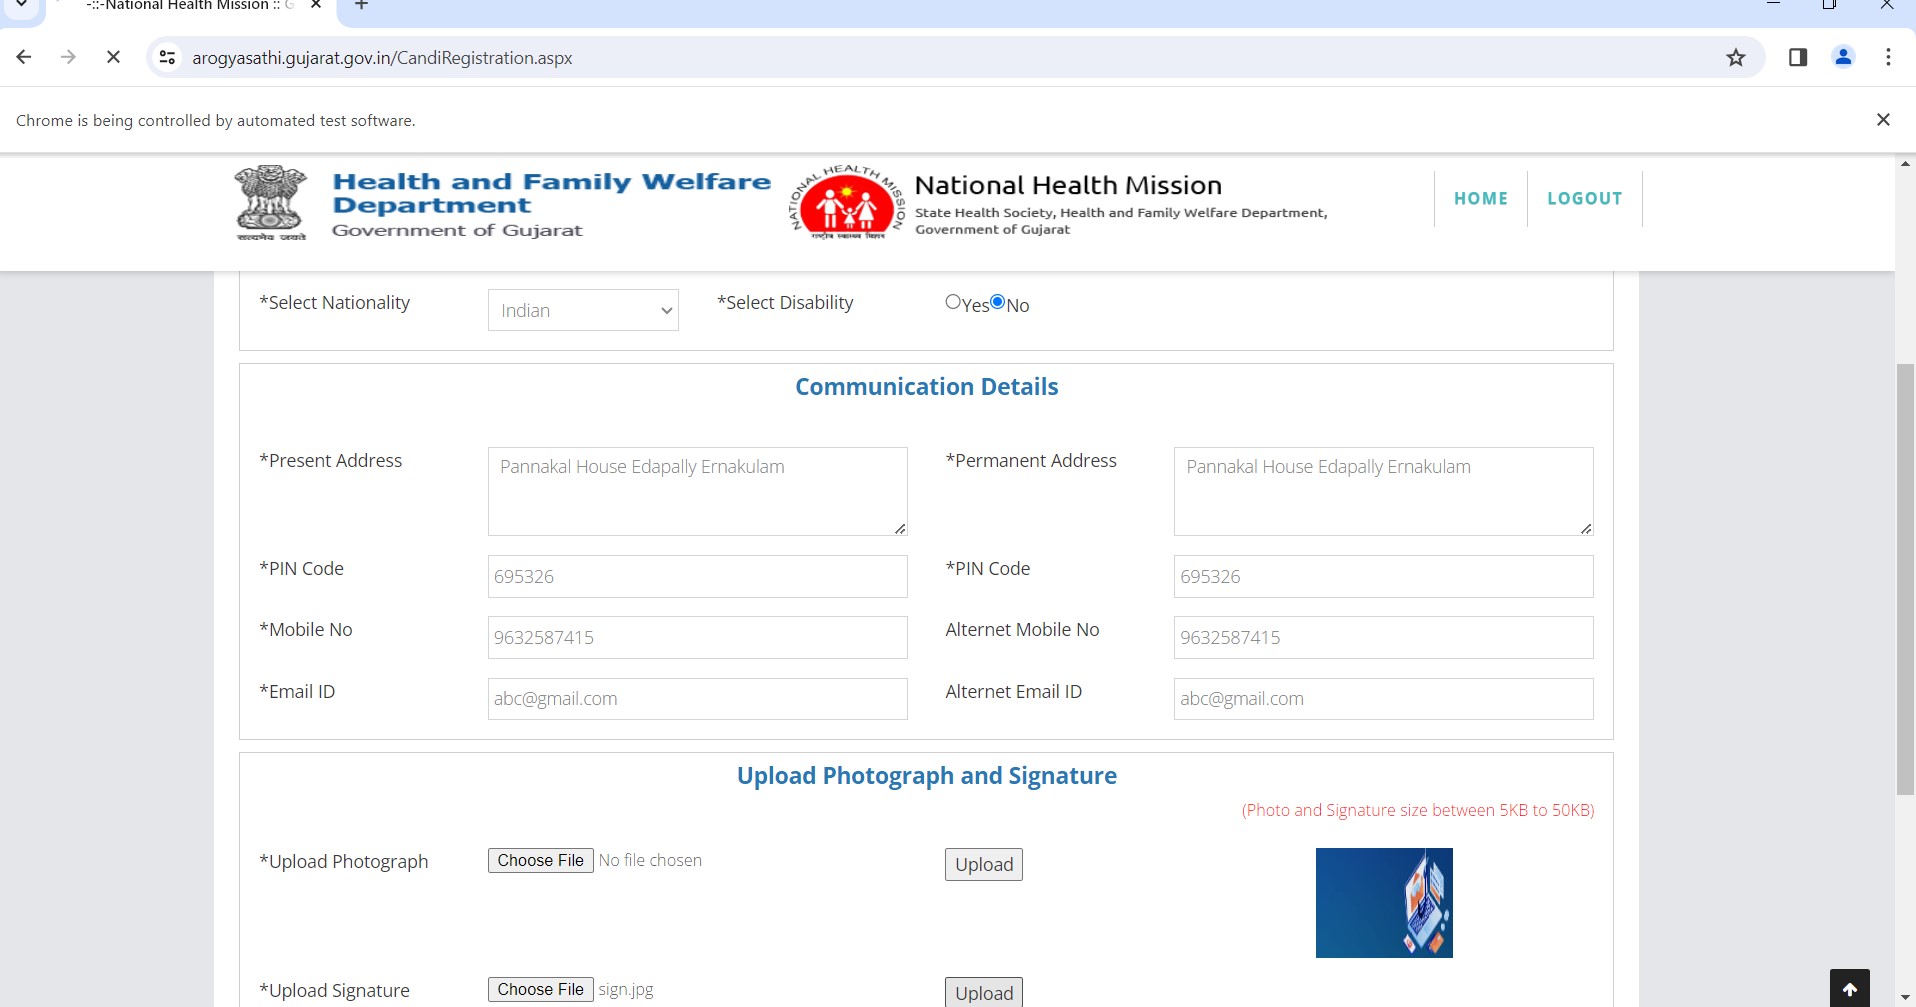 -::-National Health Mission :: G
arogyasathi.gujarat.gov.in/CandiRegistration.aspx
Chrome is being controlled by automated test software.
सत्यमेव जयते
Health and Family Welfare
Department
Government of Gujarat
NATIONAL HEALTH MISSION
राष्ट्रीय स्वास्थ्य मिशन
National Health Mission
State Health Society, Health and Family Welfare Department,
Government of Gujarat
HOME
LOGOUT
*Select Nationality
Indian
*Select Disability
Yes No
Communication Details
*Present Address
Pannakal House Edapally Ernakulam
*Permanent Address
Pannakal House Edapally Ernakulam
*PIN Code
695326
*PIN Code
695326
*Mobile No
9632587415
Alternet Mobile No
9632587415
*Email ID
abc@gmail.com
Alternet Email ID
abc@gmail.com
Upload Photograph and Signature
(Photo and Signature size between 5KB to 50KB)
*Upload Photograph
Choose File No file chosen
Upload
*Upload Signature
Choose File sign.jpg
Upload